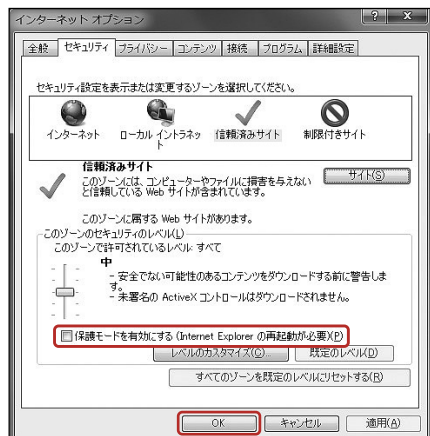 インターネット オプション
全般 セキュリティ プライバシー コンテンツ 接続 プログラム 詳細設定
セキュリティ設定を表示または変更するゾーンを選択してください。
インターネット ローカル イントラネッ
ト 信頼済みサイト 制限付きサイト
信頼済みサイト
このゾーンには、コンピューターやファイルに損害を与えない
と信頼している Web サイトが含まれています。
サイト(S)
このゾーンに属する Web サイトがあります。
このゾーンのセキュリティのレベル(L)
このゾーンで許可されているレベル: すべて
中
- 安全でない可能性のあるコンテンツをダウンロードする前に警告しま
す。
- 未署名の ActiveX コントロールはダウンロードされません。
保護モードを有効にする (Internet Explorer の再起動が必要)(P)
レベルのカスタマイズ(C)... 既定のレベル(D)
すべてのゾーンを既定のレベルにリセットする(R)
OK キャンセル 適用(A)